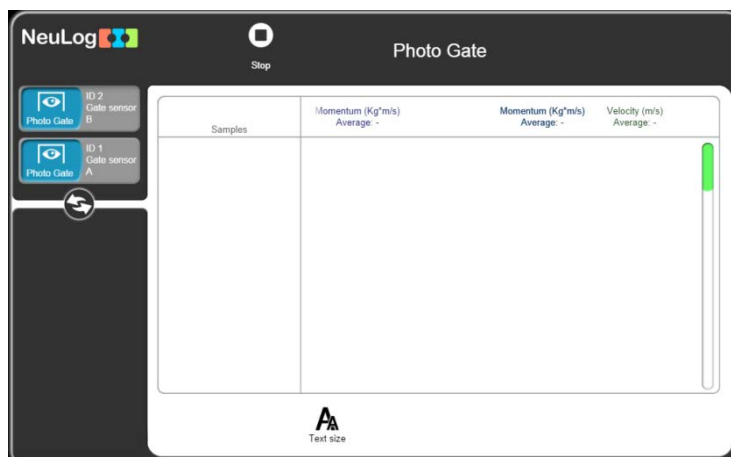 NeuLog
Stop
Photo Gate
Photo Gate
ID 2
Gate sensor
B
Photo Gate
ID 1
Gate sensor
A
Samples
Momentum (Kg*m/s)
Average: -
Momentum (Kg*m/s)
Average: -
Velocity (m/s)
Average: -
Text size